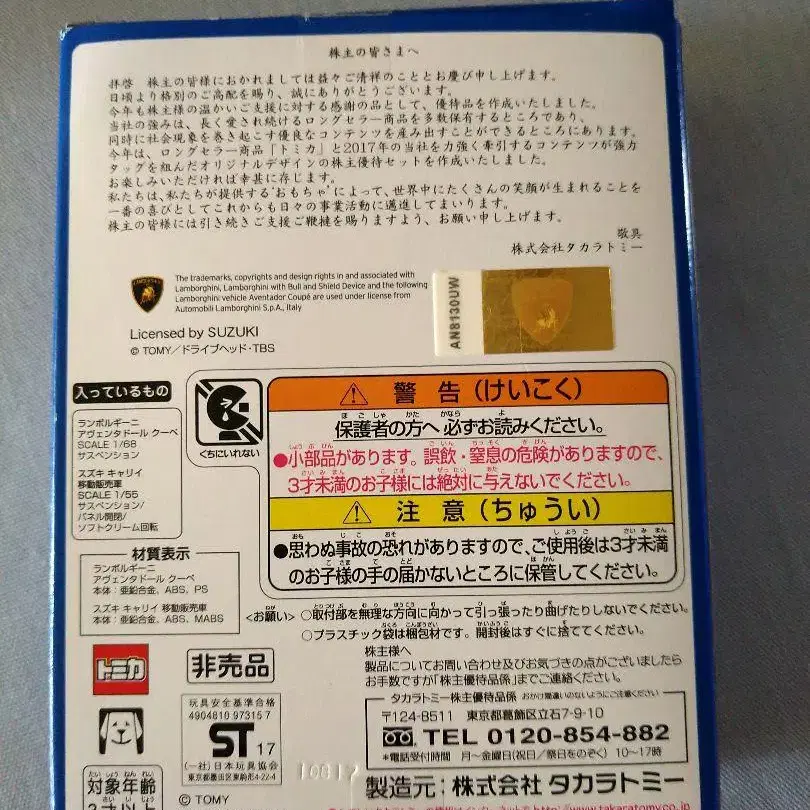 株主の皆さまへ
拝啓 株主の皆様におかれましては益々ご清祥のこととお慶び申し上げます。
日頃より格別のご高配を賜り、誠にありがとうございます。
今年も株主様の温かいご支援に対する感謝の品として、優待品を作成いたしました。
当社の強みは、長く愛され続けるロングセラー商品を多数保有するところであり、
同時に社会現象を巻き起こす優良なコンテンツを産み出すことができるところにあります。
今年は、ロングセラー商品「トミカ」と2017年の当社を力強く牽引するコンテンツが強力
タッグを組んだオリジナルデザインの株主優待セットを作成いたしました。
お楽しみいただければ幸甚に存じます。
私たちは、私たちが提供する'おもちゃ'によって、世界中にたくさんの笑顔が生まれることを
一番の喜びとしてこれからも日々の事業活動に邁進してまいります。
株主の皆様には引き続きご支援ご鞭撻を賜りますよう、お願い申し上げます。
敬具
株式会社タカラトミー
The trademarks, copyrights and design rights in and associated with
Lamborghini, Lamborghini with Bull and Shield Device and the following
Lamborghini vehicle Aventador Coupé are used under license from
Automobili Lamborghini S.p.A., Italy
AN8130UW
Licensed by SUZUKI
© TOMY/ドライブヘッド・TBS
入っているもの
ランボルギーニ
アヴェンタドール クーペ
SCALE 1/68
サスペンション
スズキ キャリイ
移動販売車
SCALE 1/55
サスペンション/
パネル開閉/
ソフトクリーム回転
材質表示
ランボルギーニ
アヴェンタドール クーペ
本体:亜鉛合金、ABS、PS
スズキ キャリイ 移動販売車
本体:亜鉛合金、ABS、MABS
くちにいれない
警告(けいこく)
保護者の方へ 必ずお読みください。
●小部品があります。誤飲・窒息の危険がありますので、
3才未満のお子様には絶対に与えないでください。
注意(ちゅうい)
●思わぬ事故の恐れがありますので、ご使用後は3才未満
のお子様の手の届かないところに保管してください。
<お願い> ○取付部を無理な方向に向かって引っ張ったり曲げたりしないでください。
○プラスチック袋は梱包材です。開封後はすぐに捨ててください。
トミカ
非売品
株主様へ
製品についてお問い合わせ及びお気づきの点がございましたら
お手数ですが「株主優待品係」までご連絡ください。
タカラトミー株主優待品係 おかけ間違いのないようにご注意ください
〒124-8511 東京都葛飾区立石7-9-10
TEL 0120-854-882
*電話受付時間 月~金曜日(祝/祭日をのぞく)10~17時
玩具安全基準合格
4904810 97315 7
ST 17
(一社)日本玩具協会
東京都墨田区東駒形4-22-4
© TOMY
対象年齢
製造元:株式会社 タカラトミー